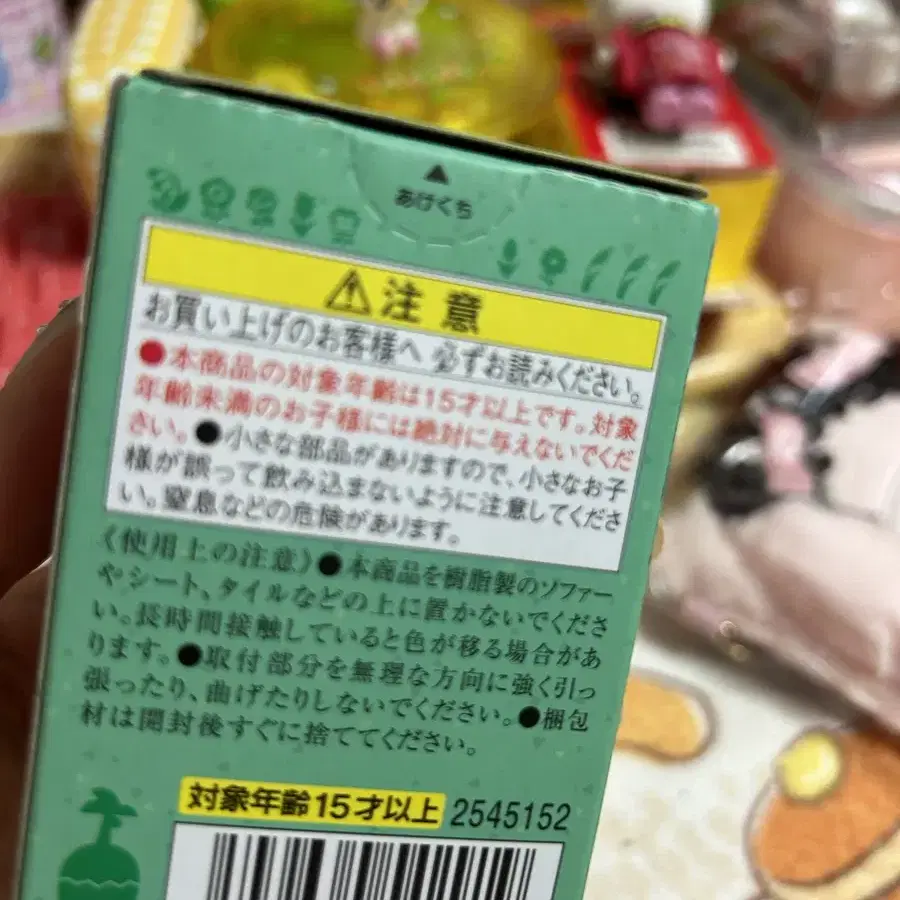 ▲
あけくち
⚠注意
お買い上げのお客様へ 必ずお読みください。
●本商品の対象年齢は15才以上です。対象
年齢未満のお子様には絶対に与えないでくだ
さい。●小さな部品がありますので、小さなお子
様が誤って飲み込まないように注意してくださ
い。窒息などの危険があります。
《使用上の注意》●本商品を樹脂製のソファー
やシート、タイルなどの上に置かないでくださ
い。長時間接触していると色が移る場合があ
ります。●取付部分を無理な方向に強く引っ
張ったり、曲げたりしないでください。●梱包
材は開封後すぐに捨ててください。
対象年齢15才以上 2545152